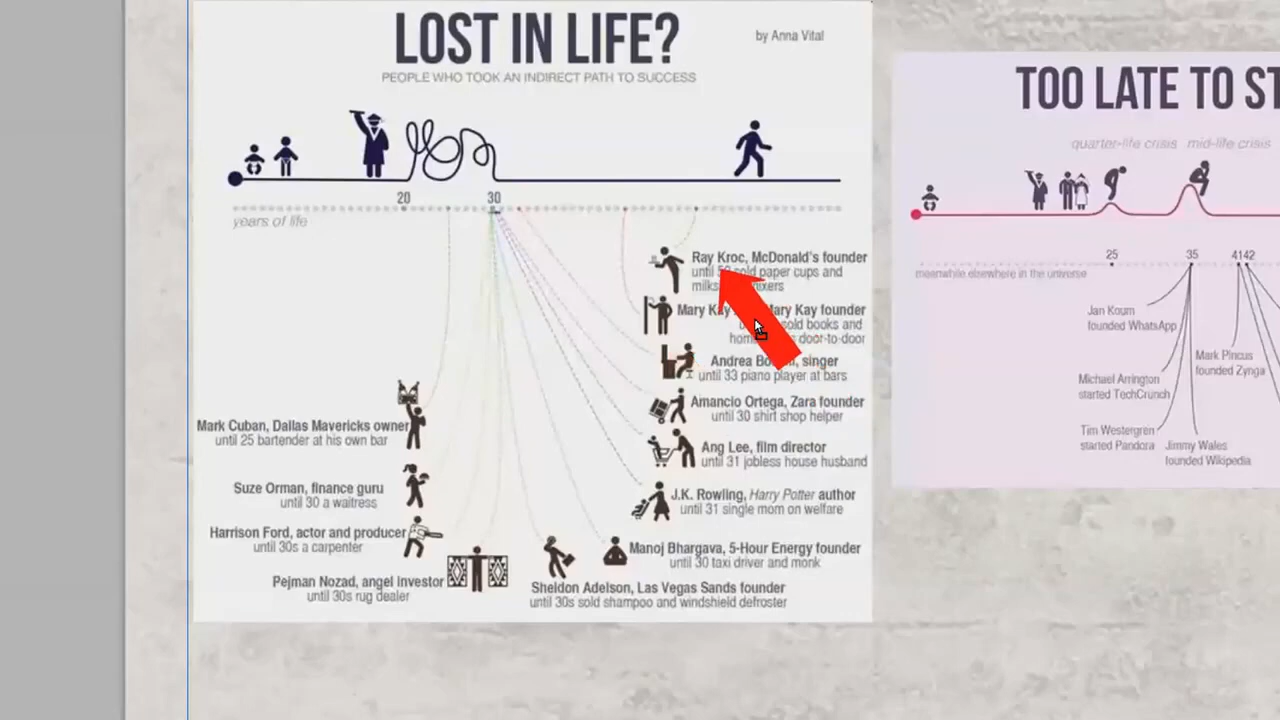 LOST IN LIFE?
by Anna Vital
PEOPLE WHO TOOK AN INDIRECT PATH TO SUCCESS
20
30
years of life
Ray Kroc, McDonald's founder
until sold paper cups and
Mary Mary Kay founder
sold books and
door-to-door
Andrea singer
until 33 piano player at bars
Amancio Ortega, Zara founder
until 30 shirt shop helper
Ang Lee, film director
until 31 jobless house husband
J.K. Rowling, Harry Potter author
until 31 single mom on welfare
Manoj Bhargava, 5-Hour Energy founder
until 30 taxi driver and monk
Sheldon Adelson, Las Vegas Sands founder
until 30s sold shampoo and windshield defroster
Mark Cuban, Dallas Mavericks owner
until 25 bartender at his own bar
Suze Orman, finance guru
until 30 a waitress
Harrison Ford, actor and producer
until 30s a carpenter
Pejman Nozad, angel investor
until 30s rug dealer
TOO LATE TO ST
quarter-life crisis mid-life crisis
25
35
41 42
meanwhile elsewhere in the universe
Jan Koum
founded WhatsApp
Mark Pincus
founded Zynga
Michael Arrington
started TechCrunch
Tim Westergren
started Pandora
Jimmy Wales
founded Wikipedia